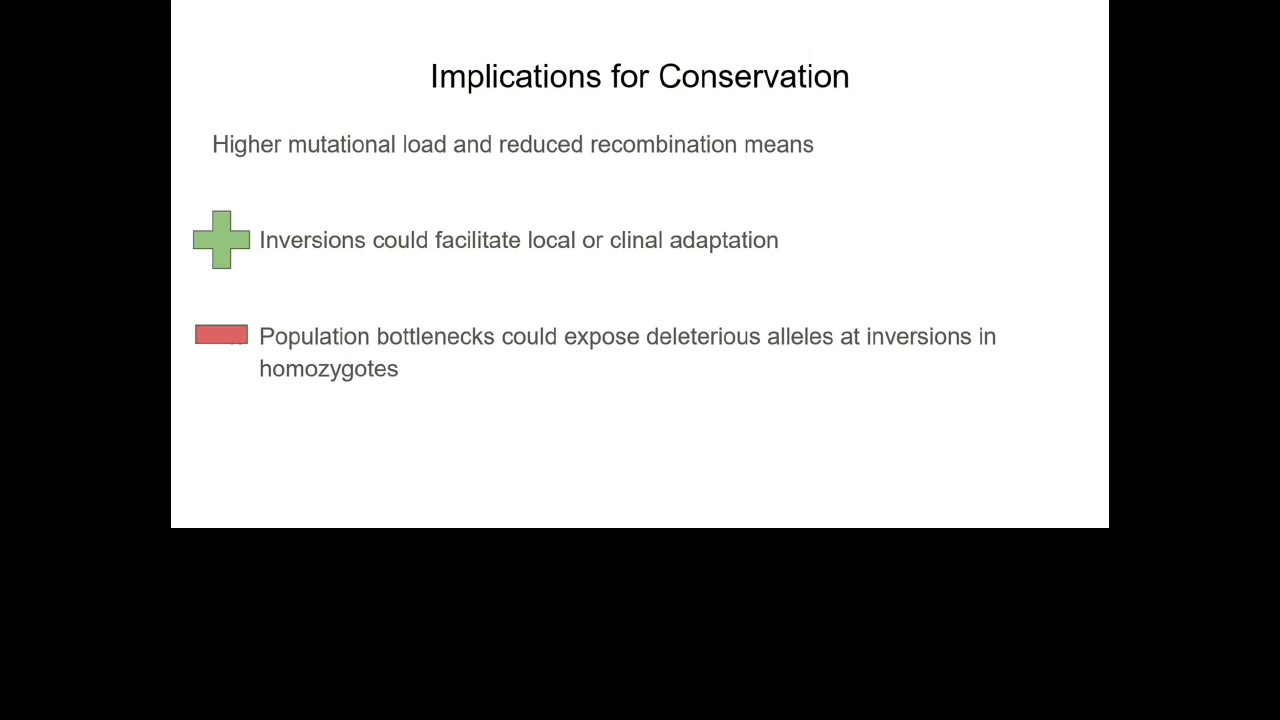 Implications for Conservation
Higher mutational load and reduced recombination means
Inversions could facilitate local or clinal adaptation
Population bottlenecks could expose deleterious alleles at inversions in
homozygotes